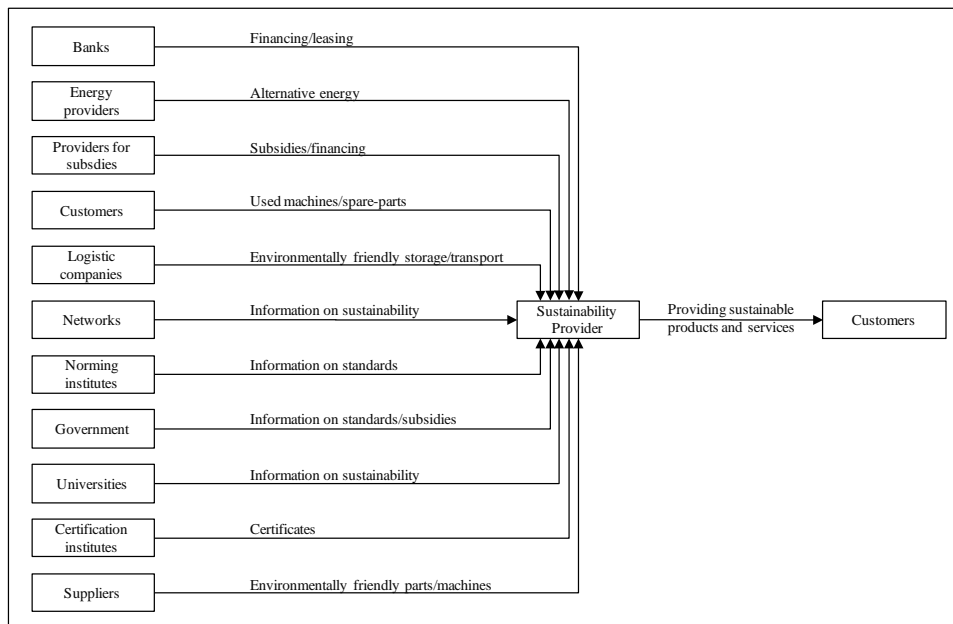 Banks
Financing/leasing
Energy
providers
Alternative energy
Providers for
subsdies
Subsidies/financing
Customers
Used machines/spare-parts
Logistic
companies
Environmentally friendly storage/transport
Networks
Information on sustainability
Sustainability
Provider
Providing sustainable
products and services
Customers
Norming
institutes
Information on standards
Government
Information on standards/subsidies
Universities
Information on sustainability
Certification
institutes
Certificates
Suppliers
Environmentally friendly parts/machines